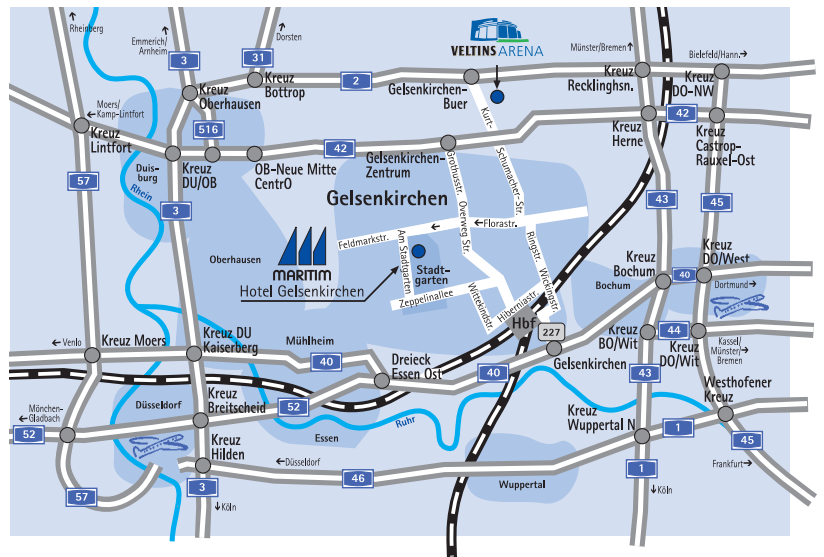 Rheinberg
Emmerich/
Arnheim
Dorsten
VELTINS ARENA
Münster/Bremen
Bielefeld/Hann.
3
31
2
Kreuz
Bottrop
Kreuz
Oberhausen
Gelsenkirchen-
Buer
Kreuz
Recklinghsn.
Kreuz
DO-NW
Moers/
Kamp-Lintfort
516
Kreuz
Lintfort
42
Kurt-
Schumacher-Str.
Kreuz
Herne
42
Kreuz
Castrop-
Rauxel-Ost
Duis-
burg
Kreuz
DU/OB
OB-Neue Mitte
CentrO
Gelsenkirchen-
Zentrum
57
Rhein
3
Gelsenkirchen
Grothusstr.
Overweg Str.
43
45
Feldmarkstr.
Florastr.
Am Stadtgarten
Ringstr.
Wickingstr.
Oberhausen
MARITIM
Hotel Gelsenkirchen
Stadt-
garten
Zeppelinallee
Wittekindstr.
Hiberniastr.
Kreuz
Bochum
Bochum
40
Kreuz
DO/West
Dortmund
Hbf
227
Venlo
Kreuz Moers
Kreuz DU
Kaiserberg
Mühlheim
40
Dreieck
Essen Ost
40
Gelsenkirchen
Kreuz
BO/Wit
44
Kreuz
DO/Wit
Kassel/
Münster/
Bremen
43
Westhofener
Kreuz
Mönchen-
Gladbach
52
Düsseldorf
Kreuz
Breitscheid
52
Ruhr
Essen
Kreuz
Wuppertal N
1
45
Kreuz
Hilden
Düsseldorf
46
Wuppertal
1
Frankfurt
57
3
Köln
Köln